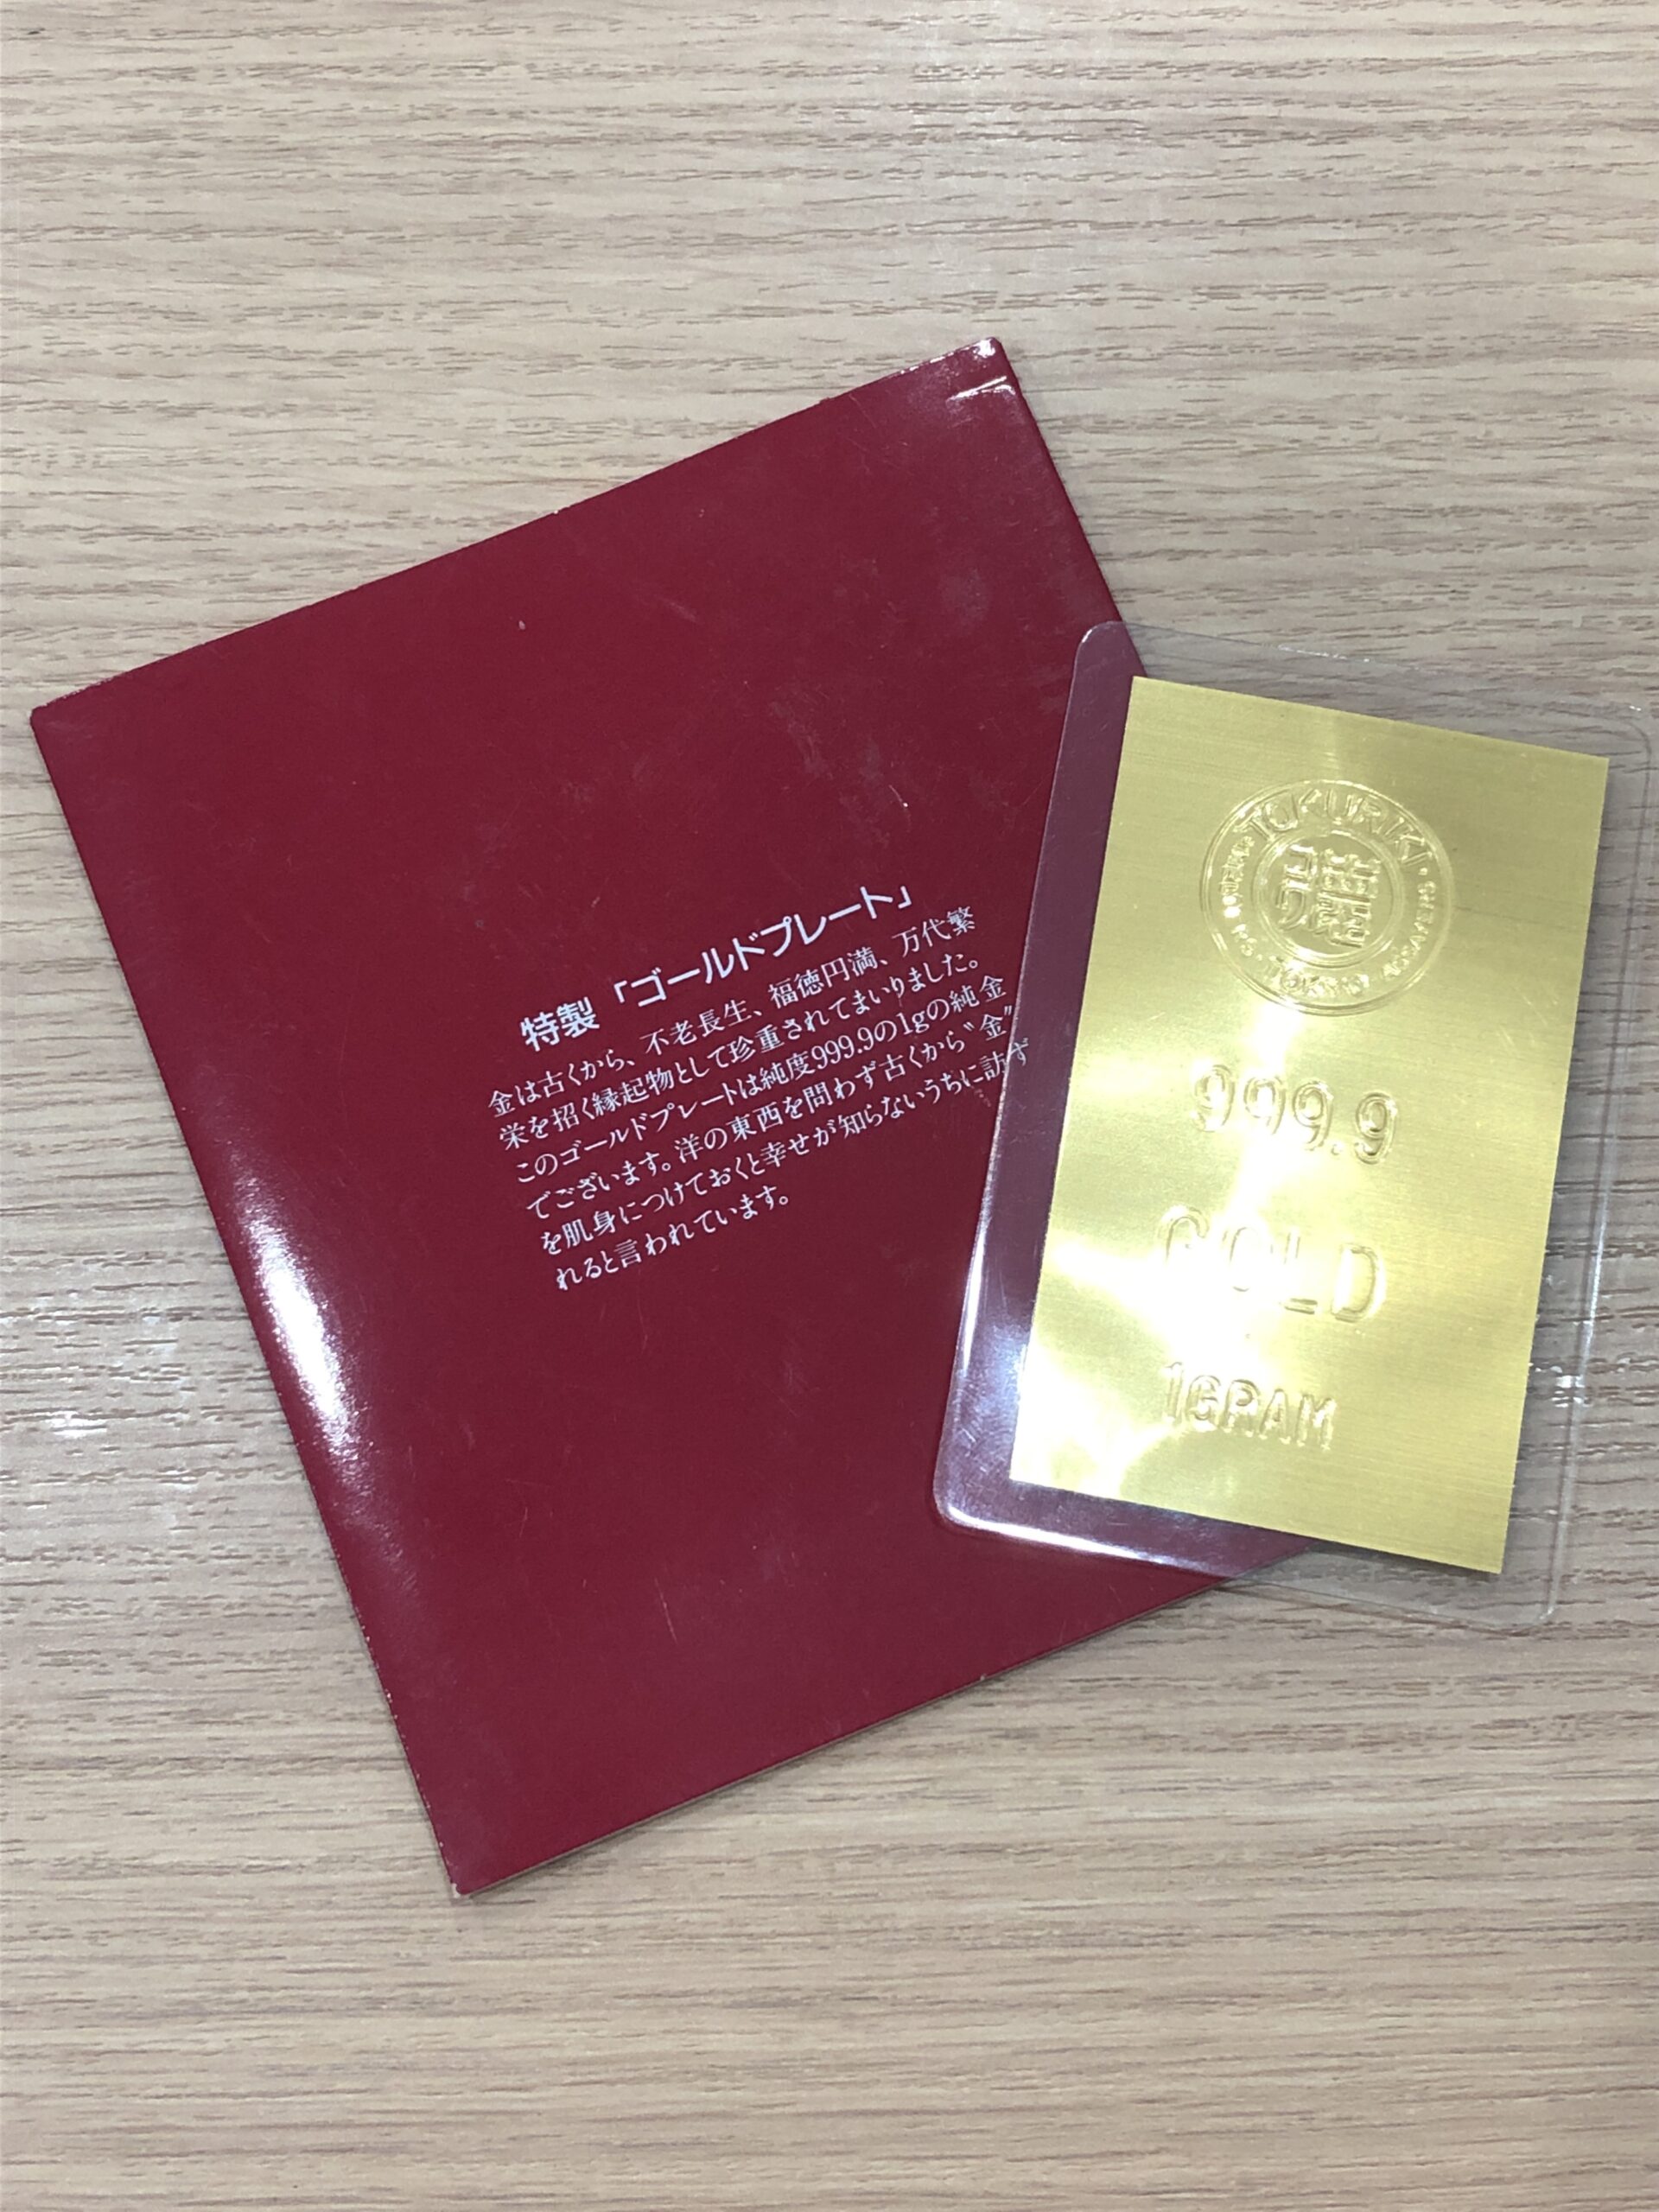 特製「ゴールドプレート」
金は古くから、不老長生、福徳円満、万代繁
栄を招く縁起物として珍重されてまいりました。
このゴールドプレートは純度999.9の1gの純金
でございます。洋の東西を問わず古くから〝金〟
を肌身につけておくと幸せが知らないうちに訪ず
れると言われています。
TOKURIKI
徳力
TOKYO
999.9
GOLD
1GRAM